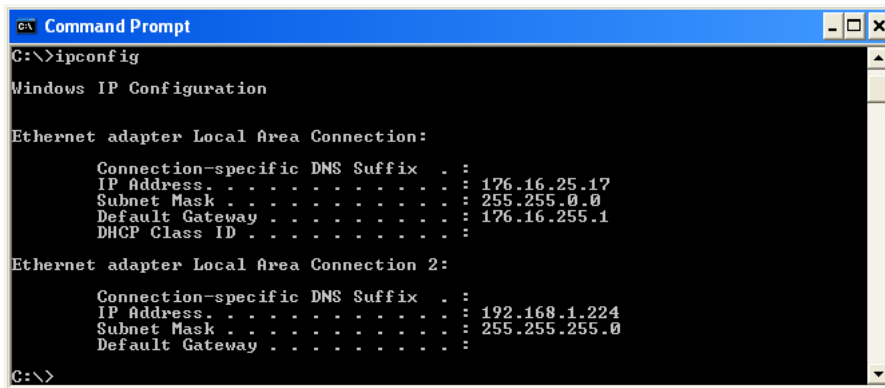 Command Prompt
C:\>ipconfig
Windows IP Configuration
Ethernet adapter Local Area Connection:
Connection-specific DNS Suffix . :
IP Address. . . . . . . . . . . . : 176.16.25.17
Subnet Mask . . . . . . . . . . . : 255.255.0.0
Default Gateway . . . . . . . . . : 176.16.255.1
DHCP Class ID . . . . . . . . . . :
Ethernet adapter Local Area Connection 2:
Connection-specific DNS Suffix . :
IP Address. . . . . . . . . . . . : 192.168.1.224
Subnet Mask . . . . . . . . . . . : 255.255.255.0
Default Gateway . . . . . . . . . :
C:\>